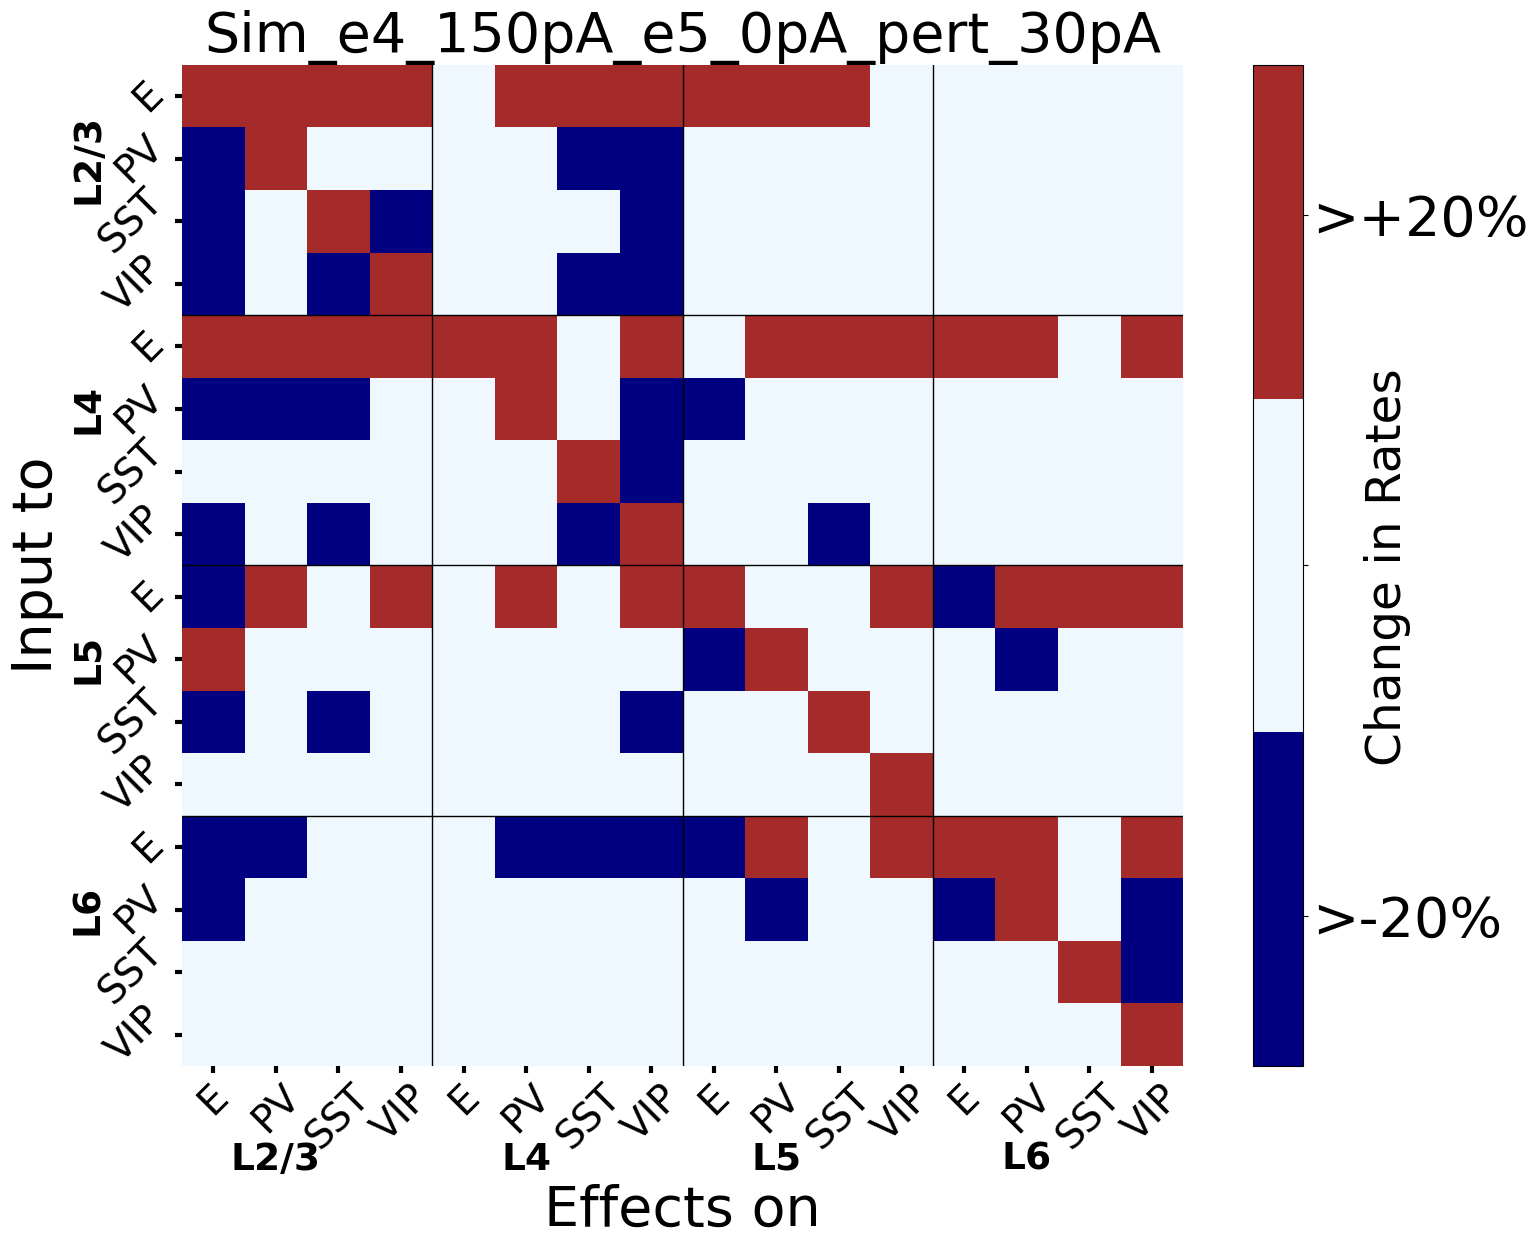 Sim_e4_150pA_e5_0pA_pert_30pA
Input to
L2/3
E
PV
SST
VIP
L4
E
PV
SST
VIP
L5
E
PV
SST
VIP
L6
E
PV
SST
VIP
E PV SST VIP E PV SST VIP E PV SST VIP E PV SST VIP
L2/3 L4 L5 L6
Effects on
>+20%
>-20%
Change in Rates